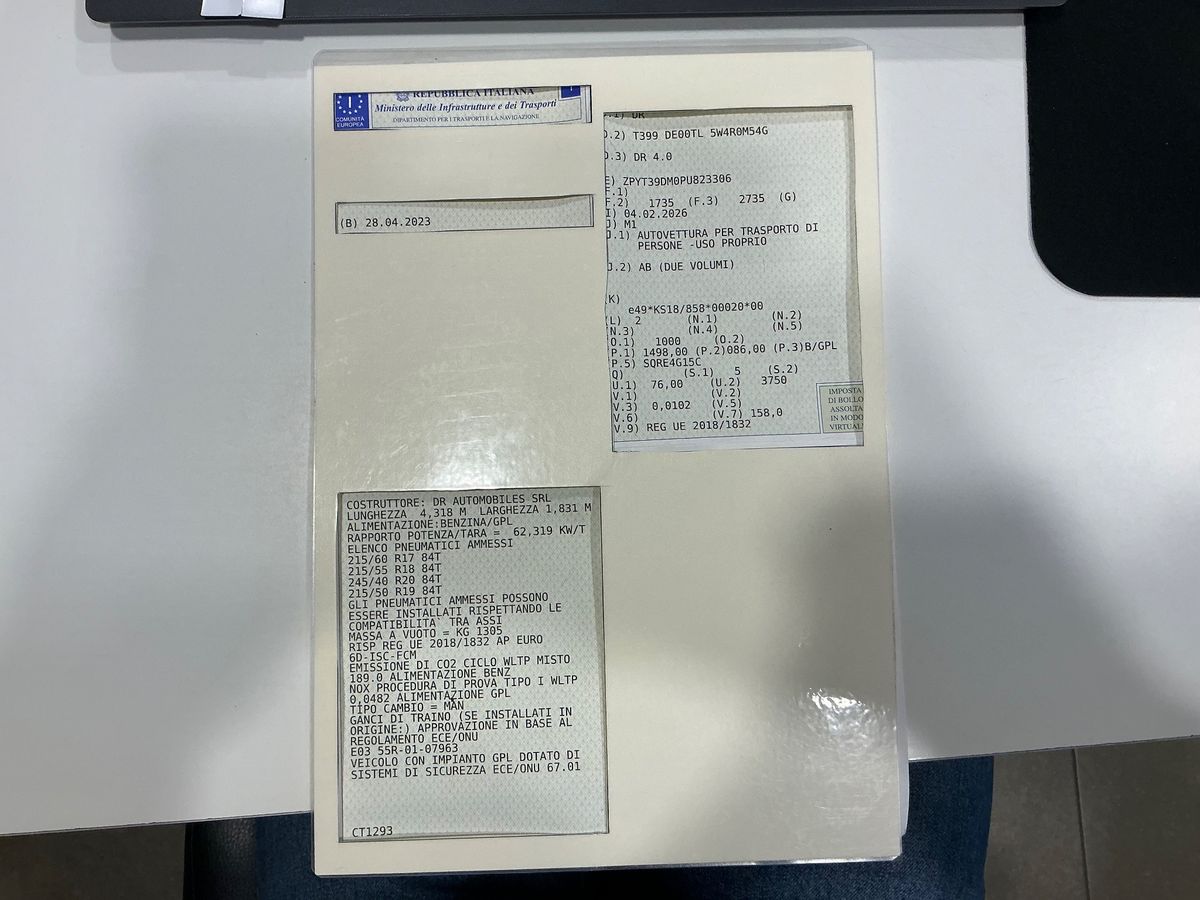 REPUBBLICA ITALIANA
COMUNITÀ
EUROPEA
I
Ministero delle Infrastrutture e dei Trasporti
DIPARTIMENTO PER I TRASPORTI E LA NAVIGAZIONE
(B) 28.04.2023
DR
D.2) T399 DE00TL 5W4R0M54G
D.3) DR 4.0
E) ZPYT39DM0PU823306
F.1)
F.2) 1735 (F.3) 2735 (G)
I) 04.02.2026
J) M1
J.1) AUTOVETTURA PER TRASPORTO DI
PERSONE -USO PROPRIO
J.2) AB (DUE VOLUMI)
(K)
e49*KS18/858*00020*00
(L) 2 (N.1) (N.2)
(N.3) (N.4) (N.5)
(O.1) 1000 (O.2)
(P.1) 1498,00 (P.2)086,00 (P.3)B/GPL
(P.5) SQRE4G15C
(Q) (S.1) 5 (S.2)
(U.1) 76,00 (U.2) 3750
(V.1) (V.2)
(V.3) 0,0102 (V.5)
(V.6) (V.7) 158,0
(V.9) REG UE 2018/1832
IMPOSTA
DI BOLLO
ASSOLTA
IN MODO
VIRTUAL
COSTRUTTORE: DR AUTOMOBILES SRL
LUNGHEZZA 4,318 M LARGHEZZA 1,831 M
ALIMENTAZIONE:BENZINA/GPL
RAPPORTO POTENZA/TARA = 62,319 KW/T
ELENCO PNEUMATICI AMMESSI
215/60 R17 84T
215/55 R18 84T
245/40 R20 84T
215/50 R19 84T
GLI PNEUMATICI AMMESSI POSSONO
ESSERE INSTALLATI RISPETTANDO LE
COMPATIBILITA' TRA ASSI
MASSA A VUOTO = KG 1305
RISP REG UE 2018/1832 AP EURO
6D-ISC-FCM
EMISSIONE DI CO2 CICLO WLTP MISTO
189.0 ALIMENTAZIONE BENZ
NOX PROCEDURA DI PROVA TIPO I WLTP
0,0482 ALIMENTAZIONE GPL
TIPO CAMBIO = MAN
GANCI DI TRAINO (SE INSTALLATI IN
ORIGINE:) APPROVAZIONE IN BASE AL
REGOLAMENTO ECE/ONU
E03 55R-01-07963
VEICOLO CON IMPIANTO GPL DOTATO DI
SISTEMI DI SICUREZZA ECE/ONU 67.01
CT1293